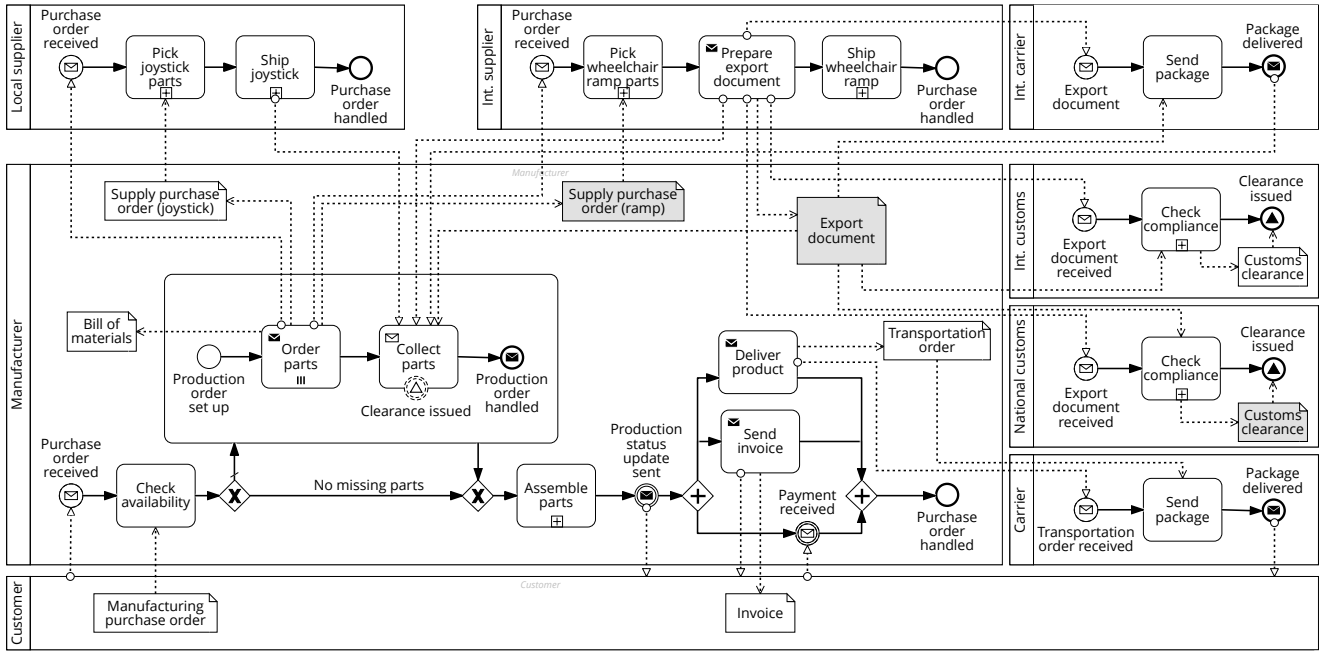 Local supplier
Purchase
order
received
Pick
joystick
parts
Ship
joystick
Purchase
order
handled
Int. supplier
Purchase
order
received
Pick
wheelchair
ramp parts
Prepare
export
document
Ship
wheelchair
ramp
Purchase
order
handled
Int. carrier
Export
document
Send
package
Package
delivered
Manufacturer
Manufacturer
Supply purchase
order (joystick)
Supply purchase
order (ramp)
Export
document
Bill of
materials
Production
order
set up
Order
parts
Collect
parts
Clearance issued
Production
order
handled
Purchase
order
received
Check
availability
No missing parts
Assemble
parts
Production
status
update
sent
Deliver
product
Send
invoice
Payment
received
Transportation
order
Purchase
order
handled
Int. customs
Export
document
received
Check
compliance
Clearance
issued
Customs
clearance
National customs
Export
document
received
Check
compliance
Clearance
issued
Customs
clearance
Carrier
Transportation
order received
Send
package
Package
delivered
Customer
Customer
Manufacturing
purchase order
Invoice